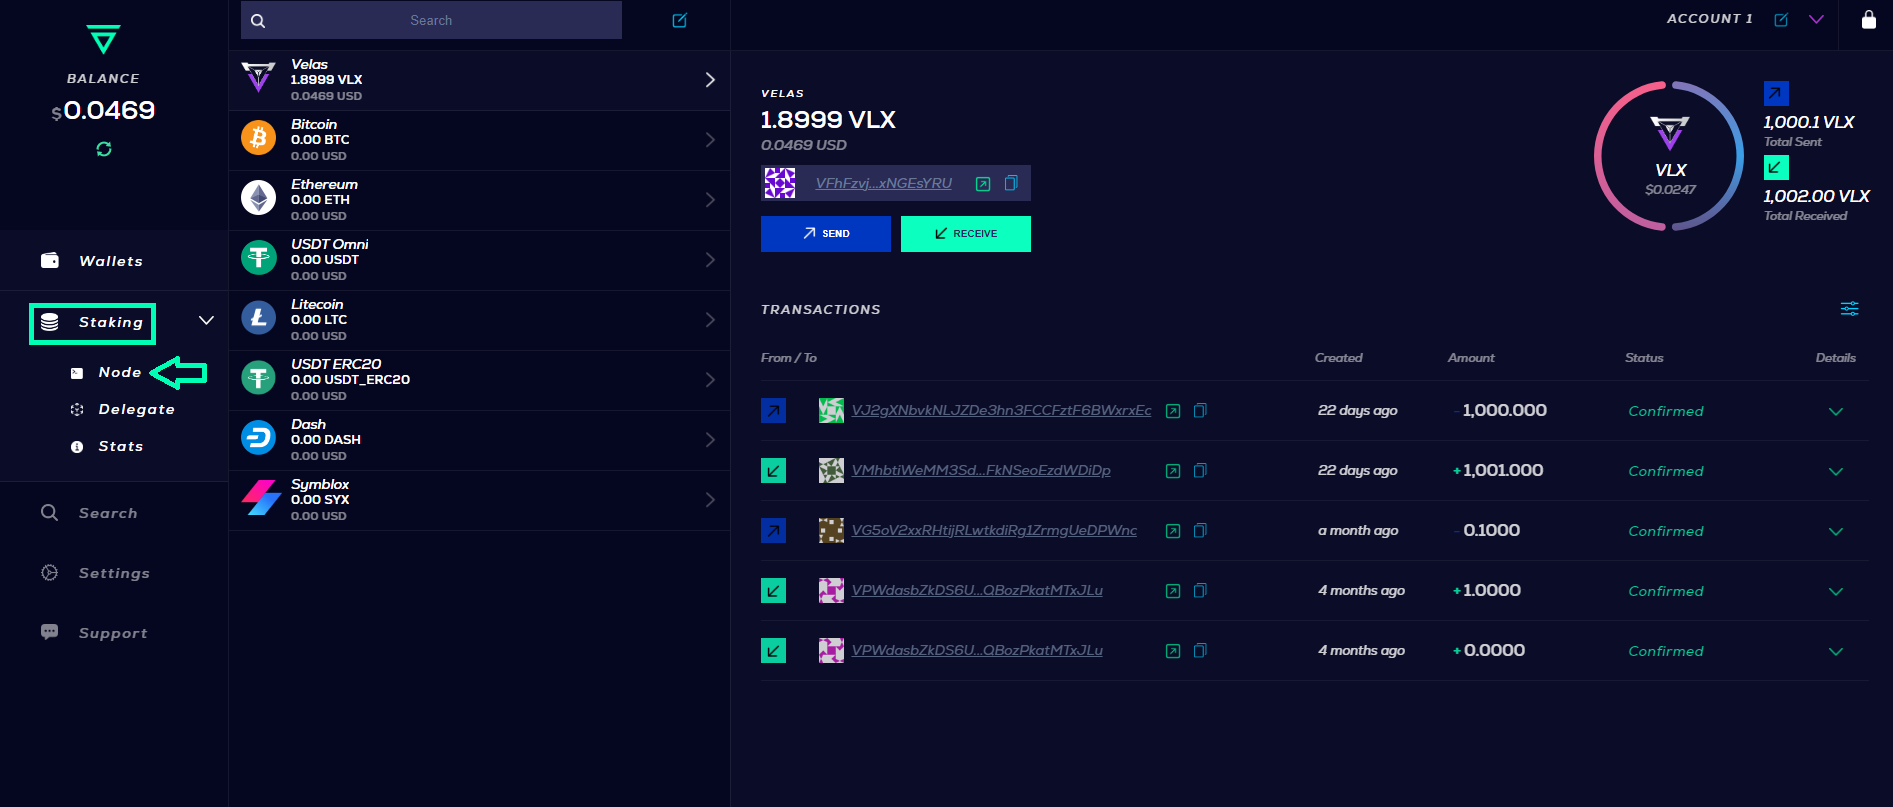 BALANCE
$0.0469
Wallets
Staking
Node
Delegate
Stats
Search
Settings
Support
Search
Velas
1.8999 VLX
0.0469 USD
Bitcoin
0.00 BTC
0.00 USD
Ethereum
0.00 ETH
0.00 USD
USDT Omni
0.00 USDT
0.00 USD
Litecoin
0.00 LTC
0.00 USD
USDT ERC20
0.00 USDT_ERC20
0.00 USD
Dash
0.00 DASH
0.00 USD
Symblox
0.00 SYX
0.00 USD
ACCOUNT 1
VELAS
1.8999 VLX
0.0469 USD
VFhFzvj...xNGEsYRU
SEND RECEIVE
VLX
$0.0247
1,000.1 VLX
Total Sent
1,002.00 VLX
Total Received
TRANSACTIONS
From / To Created Amount Status Details
VJ2gXNbvkNLJZDe3hn3FCCFztF6BWxrxEc 22 days ago - 1,000.000 Confirmed
VMhbtiWeMM3Sd...FkNSeoEzdWDiDp 22 days ago + 1,001.000 Confirmed
VG5oV2xxRHtijRLwtkdiRg1ZrmgUeDPWnc a month ago - 0.1000 Confirmed
VPWdasbZkDS6U...QBozPkatMTxJLu 4 months ago + 1.0000 Confirmed
VPWdasbZkDS6U...QBozPkatMTxJLu 4 months ago + 0.0000 Confirmed